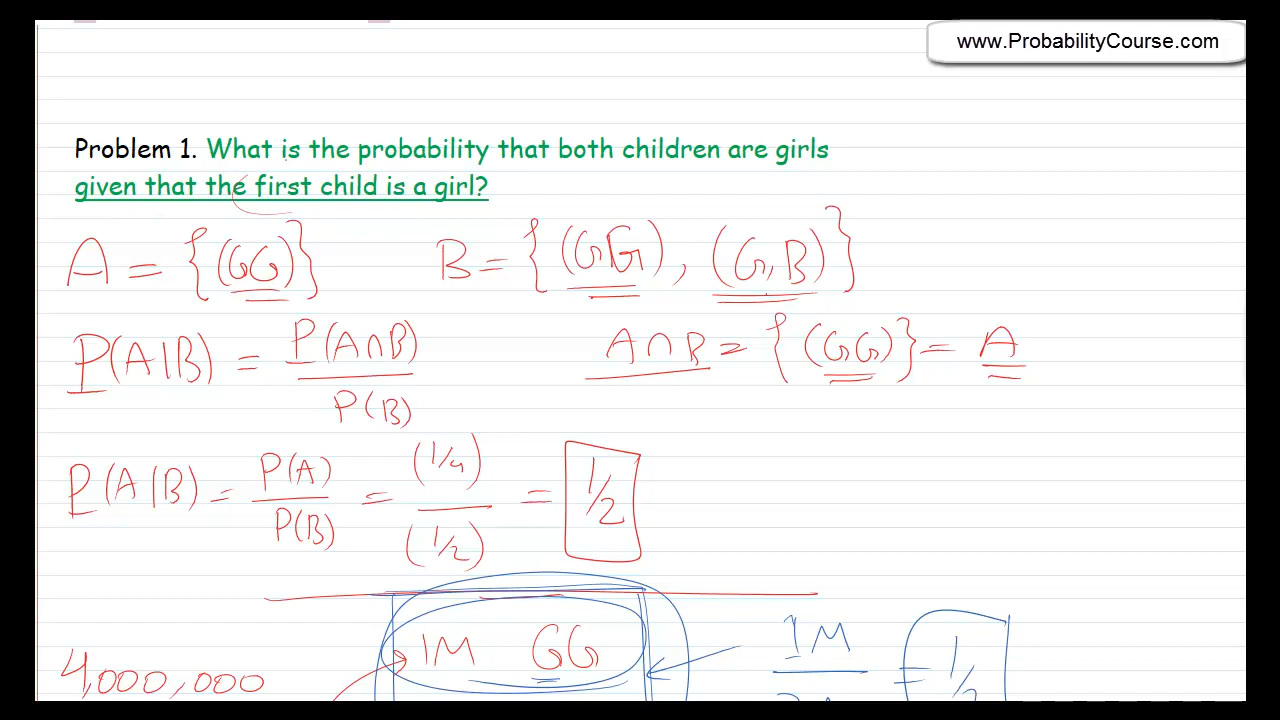 www.ProbabilityCourse.com
Problem 1. What is the probability that both children are girls
given that the first child is a girl?
A = {(GG)} B = {(GG), (G,B)}
P(A|B) = P(A∩B) / P(B) A∩B = {(GG)} = A
P(A|B) = P(A) / P(B) = (1/4) / (1/2) = 1/2
4,000,000 1M GG 1M = 1/2